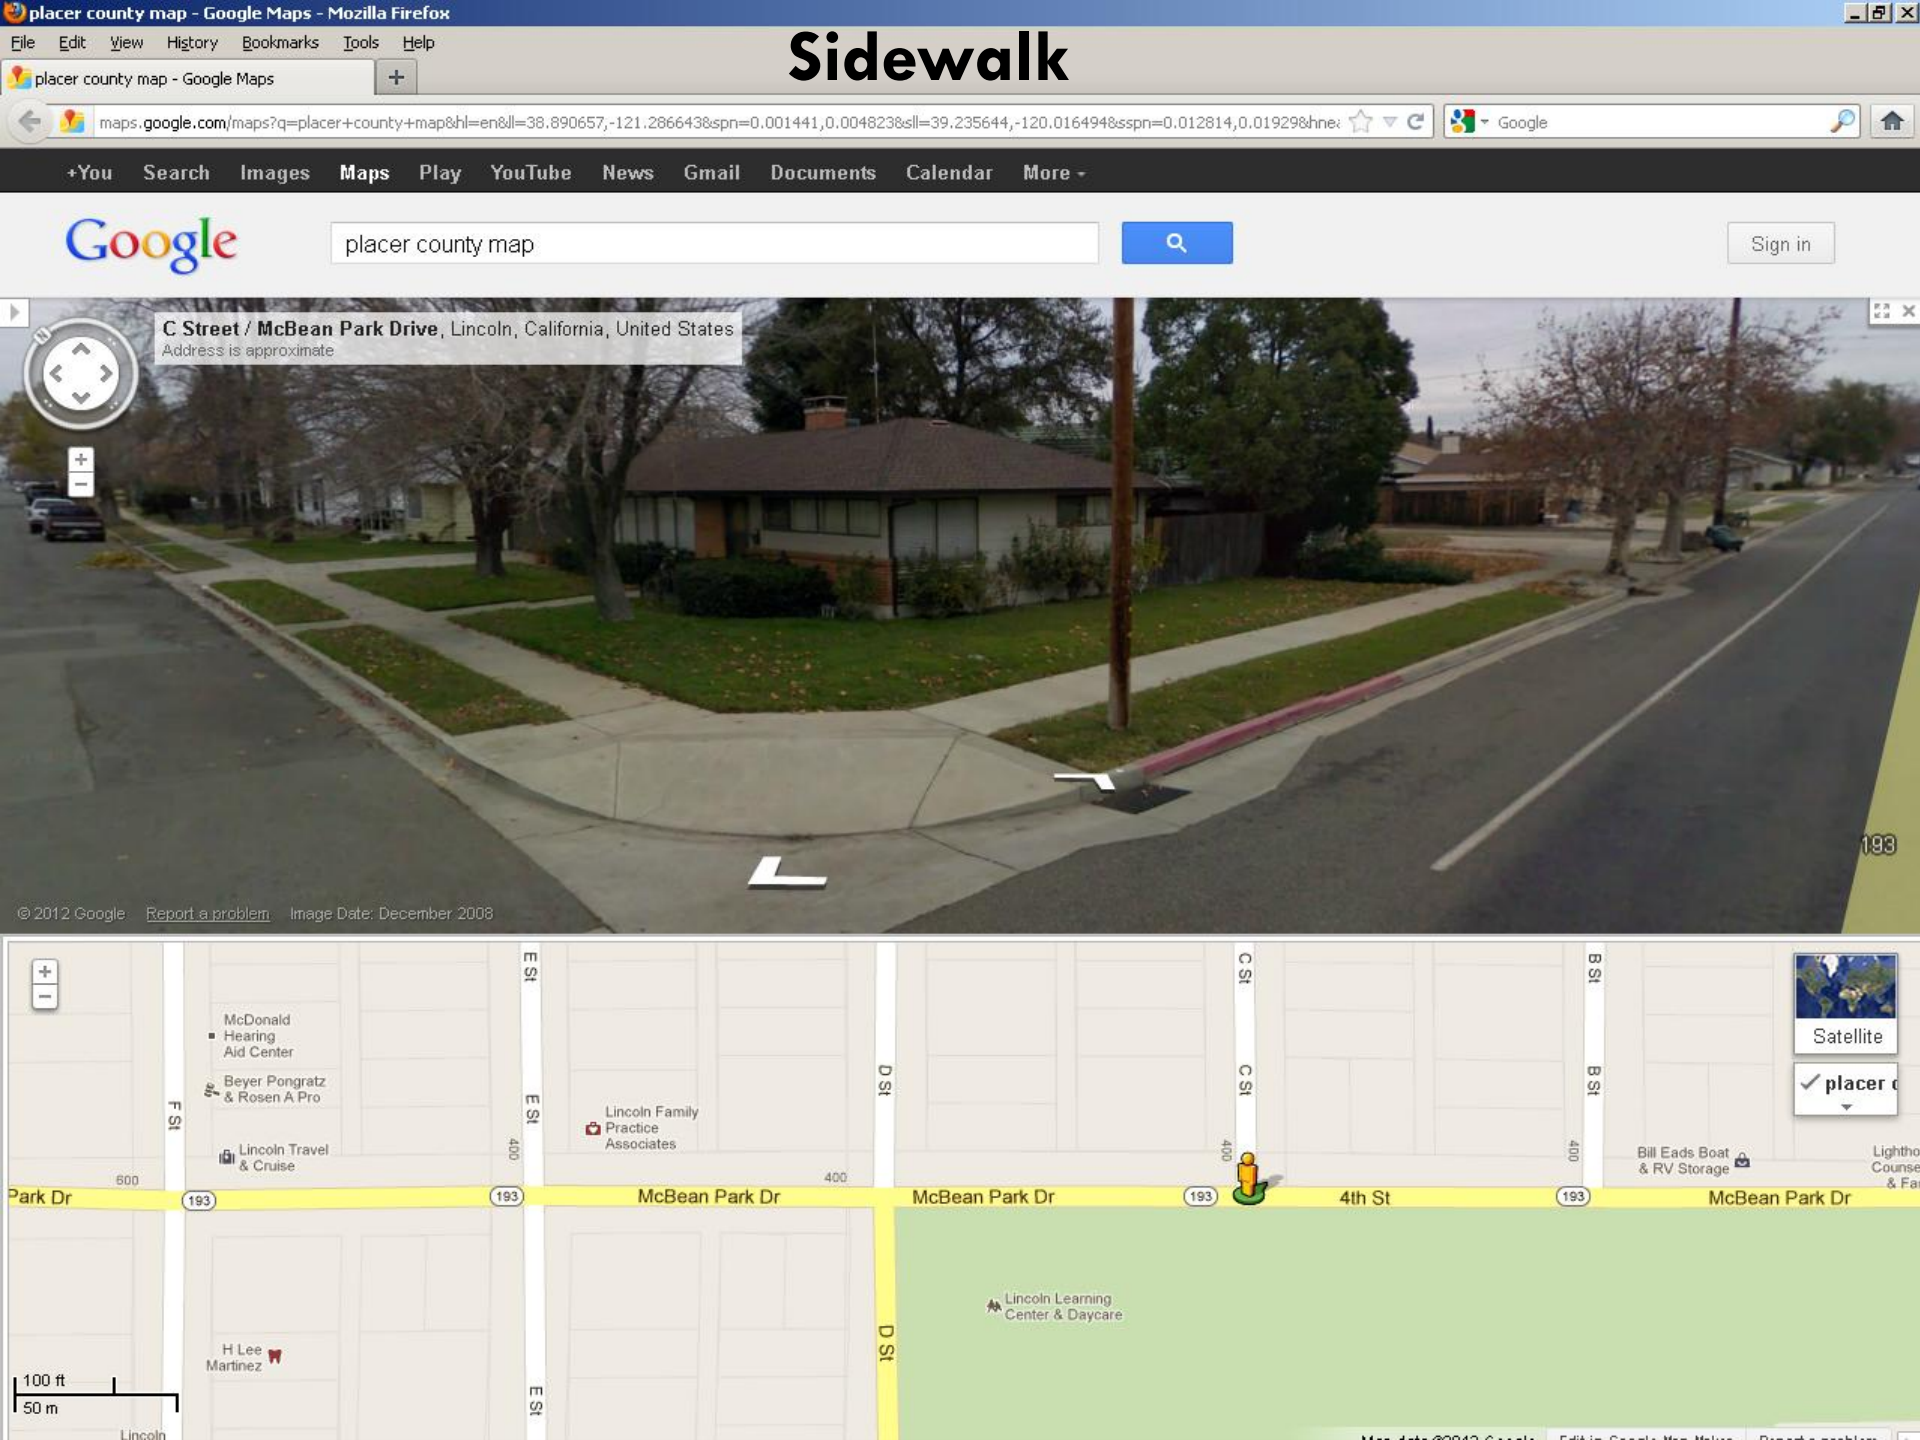 placer county map - Google Maps - Mozilla Firefox
File Edit View History Bookmarks Tools Help
Sidewalk
placer county map - Google Maps
maps.google.com/maps?q=placer+county+map&hl=en&ll=38.890657,-121.286643&spn=0.001441,0.004823&sll=39.235644,-120.016494&sspn=0.012814,0.01929&hne
Google
+You Search Images Maps Play YouTube News Gmail Documents Calendar More
Google
placer county map
Sign in
C Street / McBean Park Drive, Lincoln, California, United States
Address is approximate
193
© 2012 Google Report a problem Image Date: December 2008
E St
C St
B St
McDonald
Hearing
Aid Center
Satellite
Beyer Pongratz
& Rosen A Pro
D St
C St
B St
placer
F St
E St
Lincoln Family
Practice
Associates
Lincoln Travel
& Cruise
400
400
400
Bill Eads Boat
& RV Storage
Lightho
Counse
& Fa
600
400
Park Dr
193
193
McBean Park Dr
McBean Park Dr
193
4th St
193
McBean Park Dr
Lincoln Learning
Center & Daycare
D St
H Lee
Martinez
100 ft
50 m
E St
Lincoln